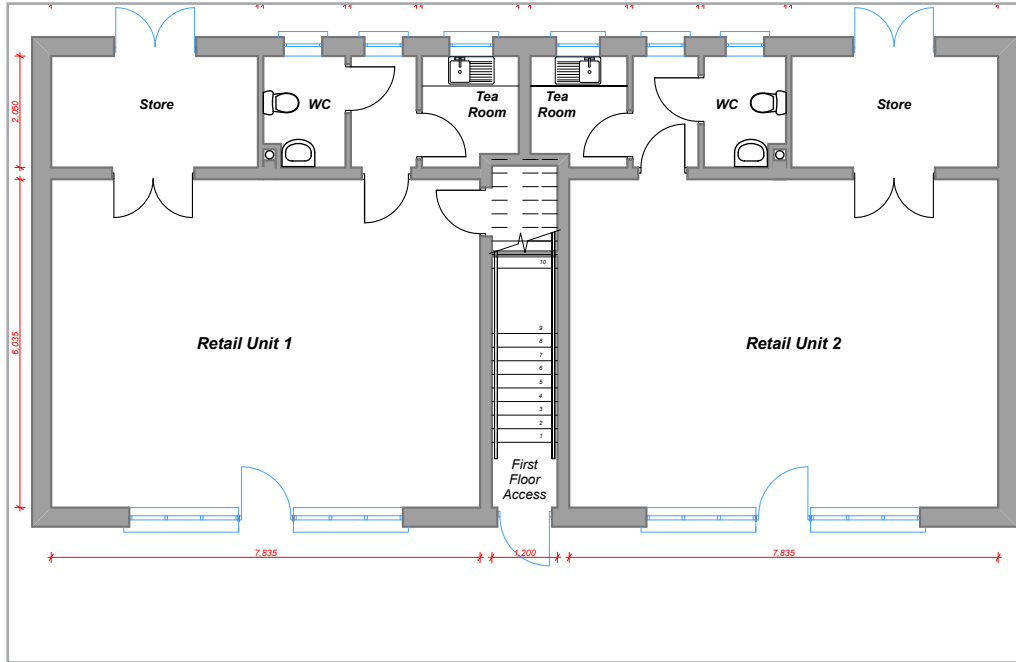 Store
WC
Tea
Room
Tea
Room
WC
Store
2,050
10
6,035
Retail Unit 1
Retail Unit 2
9
8
7
6
5
4
3
2
1
First
Floor
Access
7,835
1,200
7,835